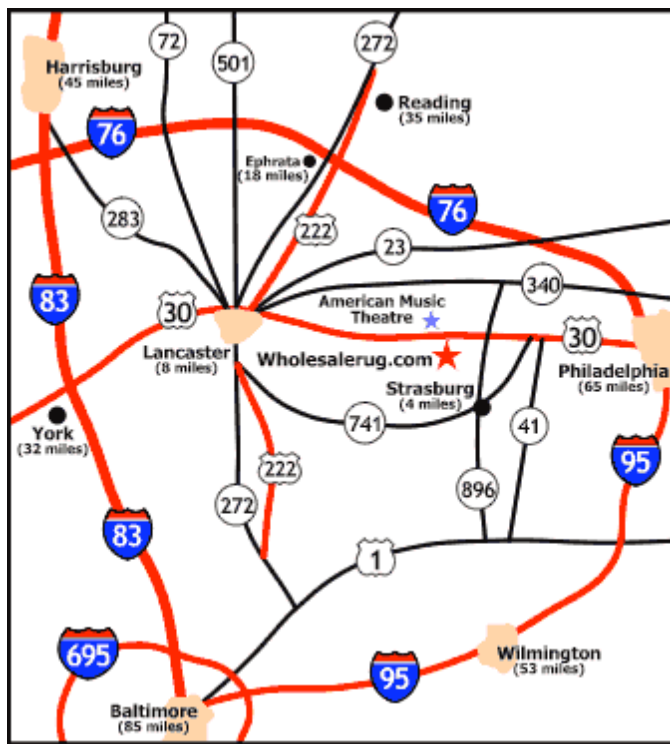 72
501
272
Harrisburg
(45 miles)
76
Reading
(35 miles)
Ephrata
(18 miles)
76
283
222
23
83
30
340
American Music
Theatre
30
Lancaster
(8 miles)
Wholesalerug.com
Philadelphia
(65 miles)
Strasburg
(4 miles)
York
(32 miles)
741
41
95
222
896
272
83
1
695
Wilmington
(53 miles)
95
Baltimore
(85 miles)